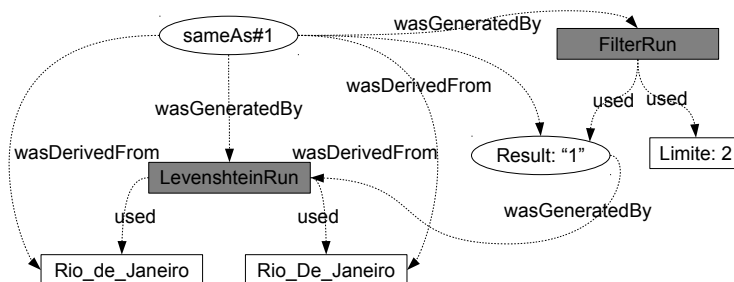 wasGeneratedBy
sameAs#1
FilterRun
wasDerivedFrom
used
used
wasGeneratedBy
wasDerivedFrom
wasDerivedFrom
Result: “1”
Limite: 2
LevenshteinRun
wasGeneratedBy
used
used
Rio_de_Janeiro
Rio_De_Janeiro